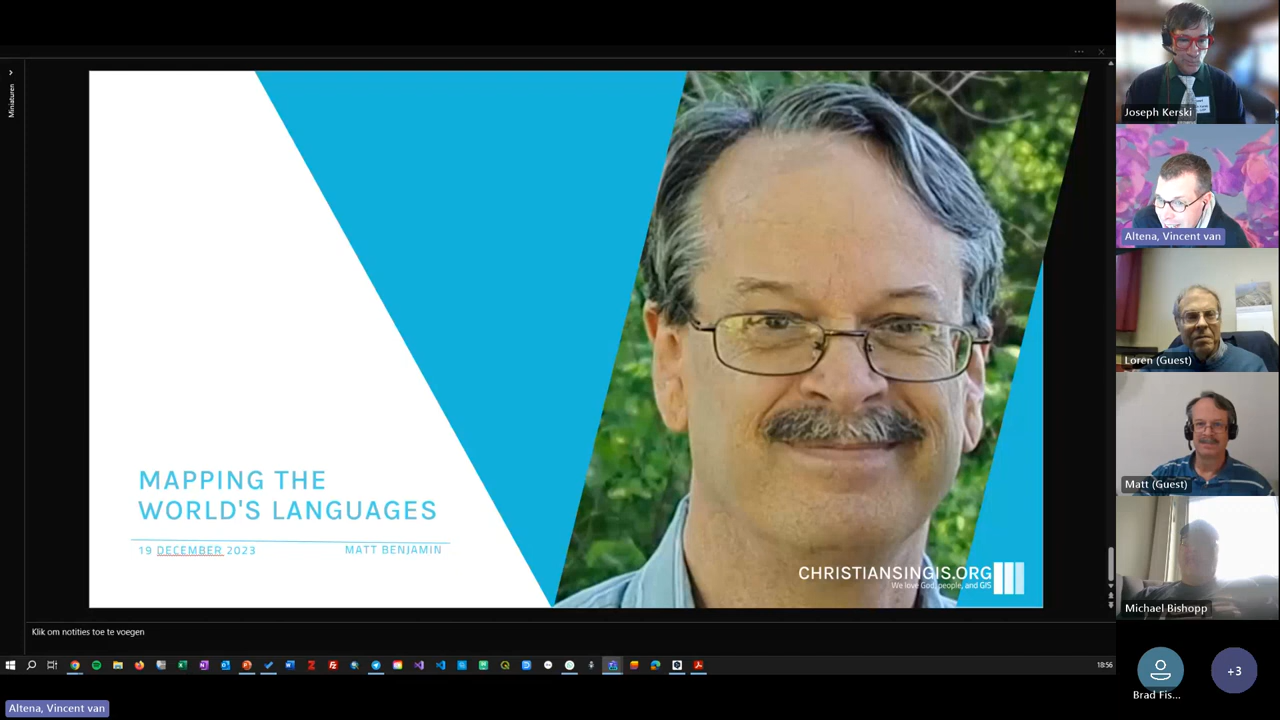 Miniaturen
MAPPING THE
WORLD'S LANGUAGES
19 DECEMBER 2023
MATT BENJAMIN
CHRISTIANSINGIS.ORG
We love God, people, and GIS
Klik om notities toe te voegen
18:56
Altena, Vincent van
Joseph Kerski
Altena, Vincent van
Loren (Guest)
Matt (Guest)
Michael Bishopp
Brad Fis...
+3